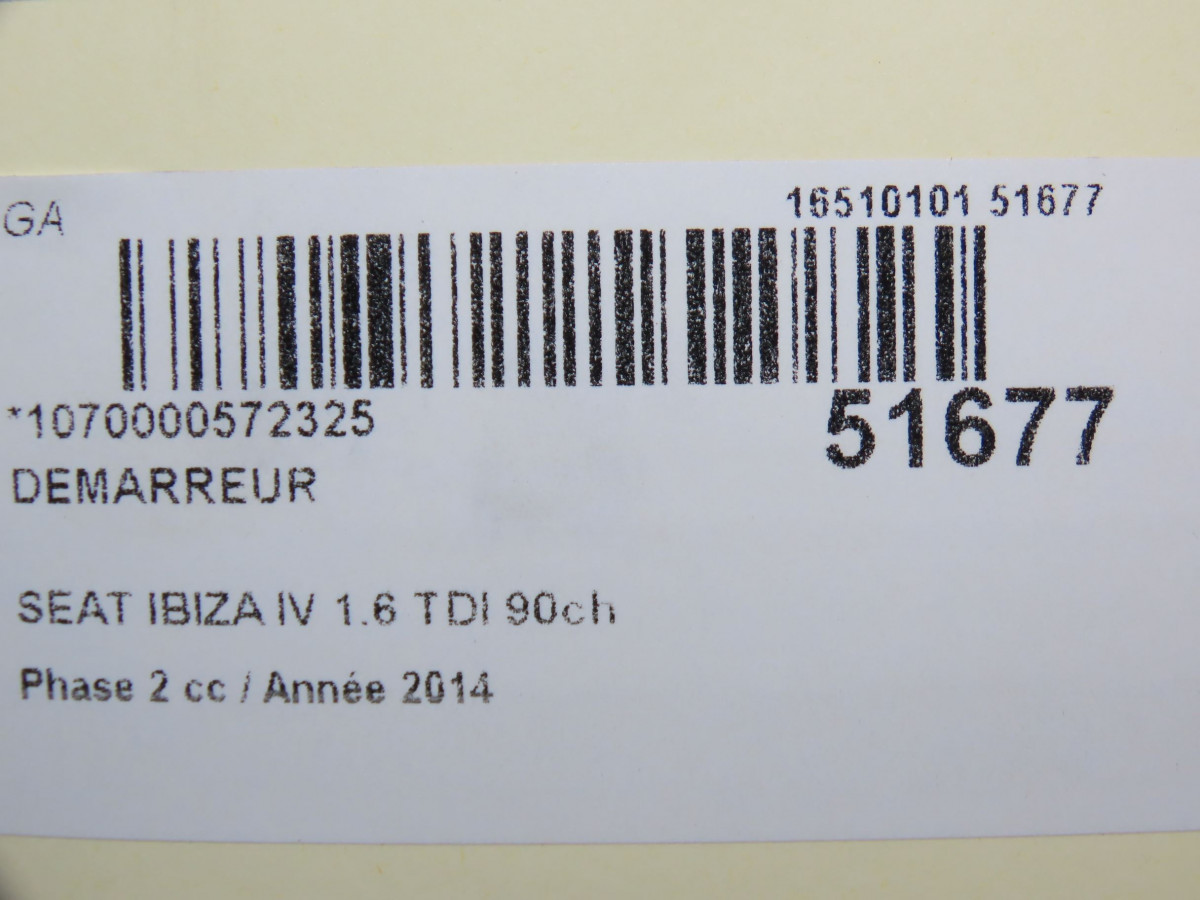 GA
16510101 51677
*1070000572325
51677
DEMARREUR
SEAT IBIZA IV 1.6 TDI 90ch
Phase 2 cc / Année 2014